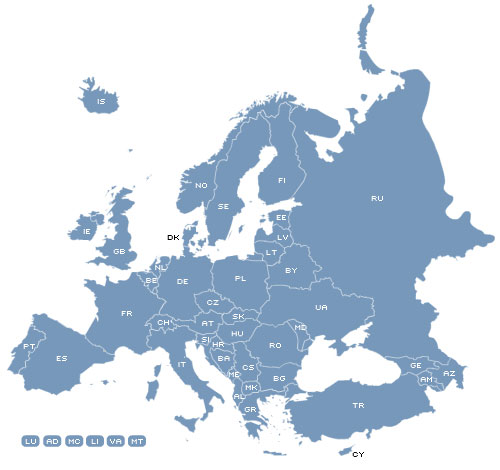 IS
NO
FI
RU
SE
EE
IE
DK
LV
GB
LT
NL
BY
BE
DE
PL
CZ
UA
FR
SK
CH
AT
MD
HU
SI
HR
RO
PT
ES
IT
BA
CS
GE
ME
BG
AZ
MK
AM
AL
GR
TR
LU AD MC LI VA MT
CY